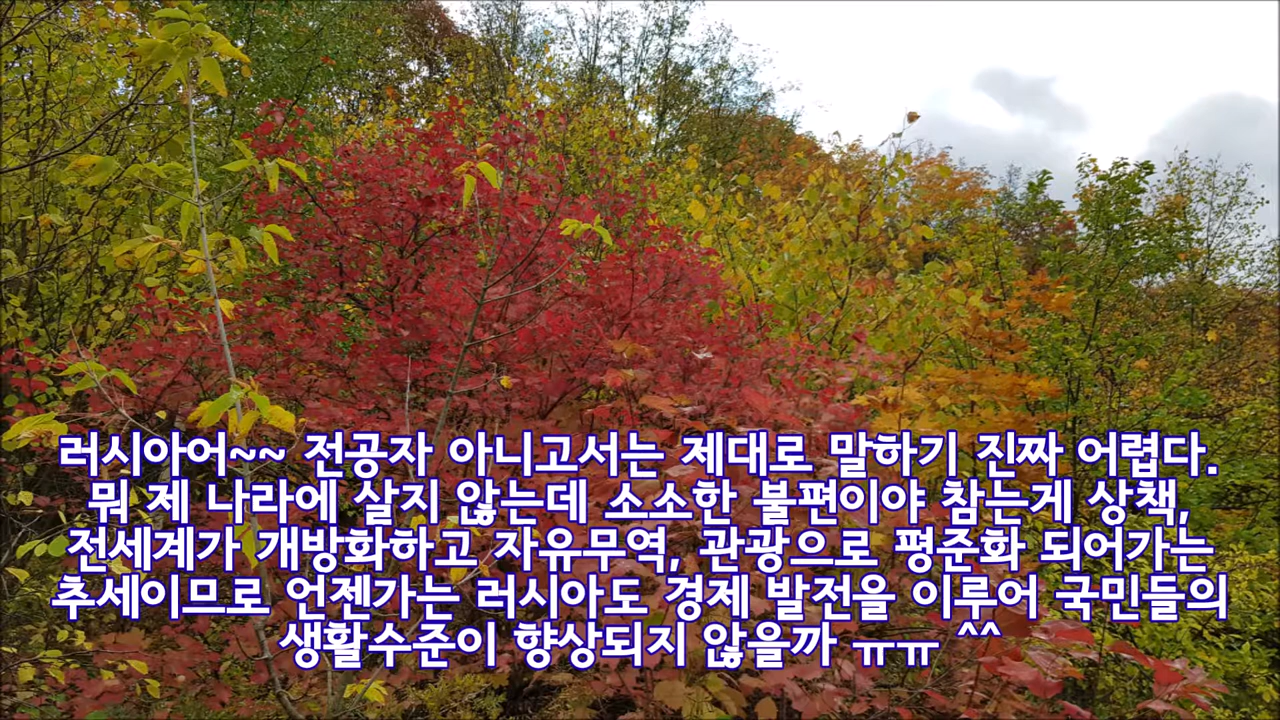 러시아어~~ 전공자 아니고서는 제대로 말하기 진짜 어렵다.
뭐 제 나라에 살지 않는데 소소한 불편이야 참는게 상책,
전세계가 개방화하고 자유무역, 관광으로 평준화 되어가는
추세이므로 언젠가는 러시아도 경제 발전을 이루어 국민들의
생활수준이 향상되지 않을까 ㅠㅠ ^^